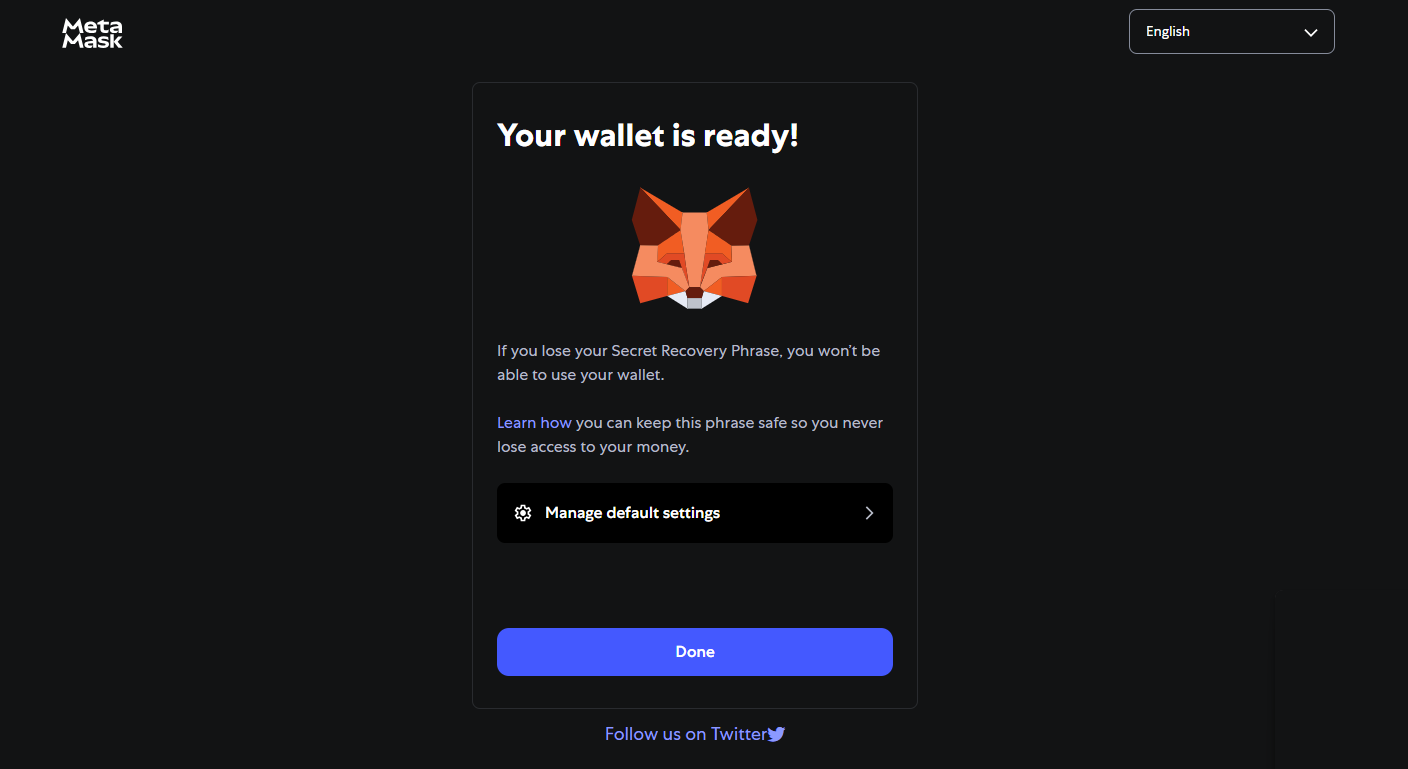 Meta
Mask
English
Your wallet is ready!
If you lose your Secret Recovery Phrase, you won't be
able to use your wallet.
Learn how you can keep this phrase safe so you never
lose access to your money.
Manage default settings
Done
Follow us on Twitter